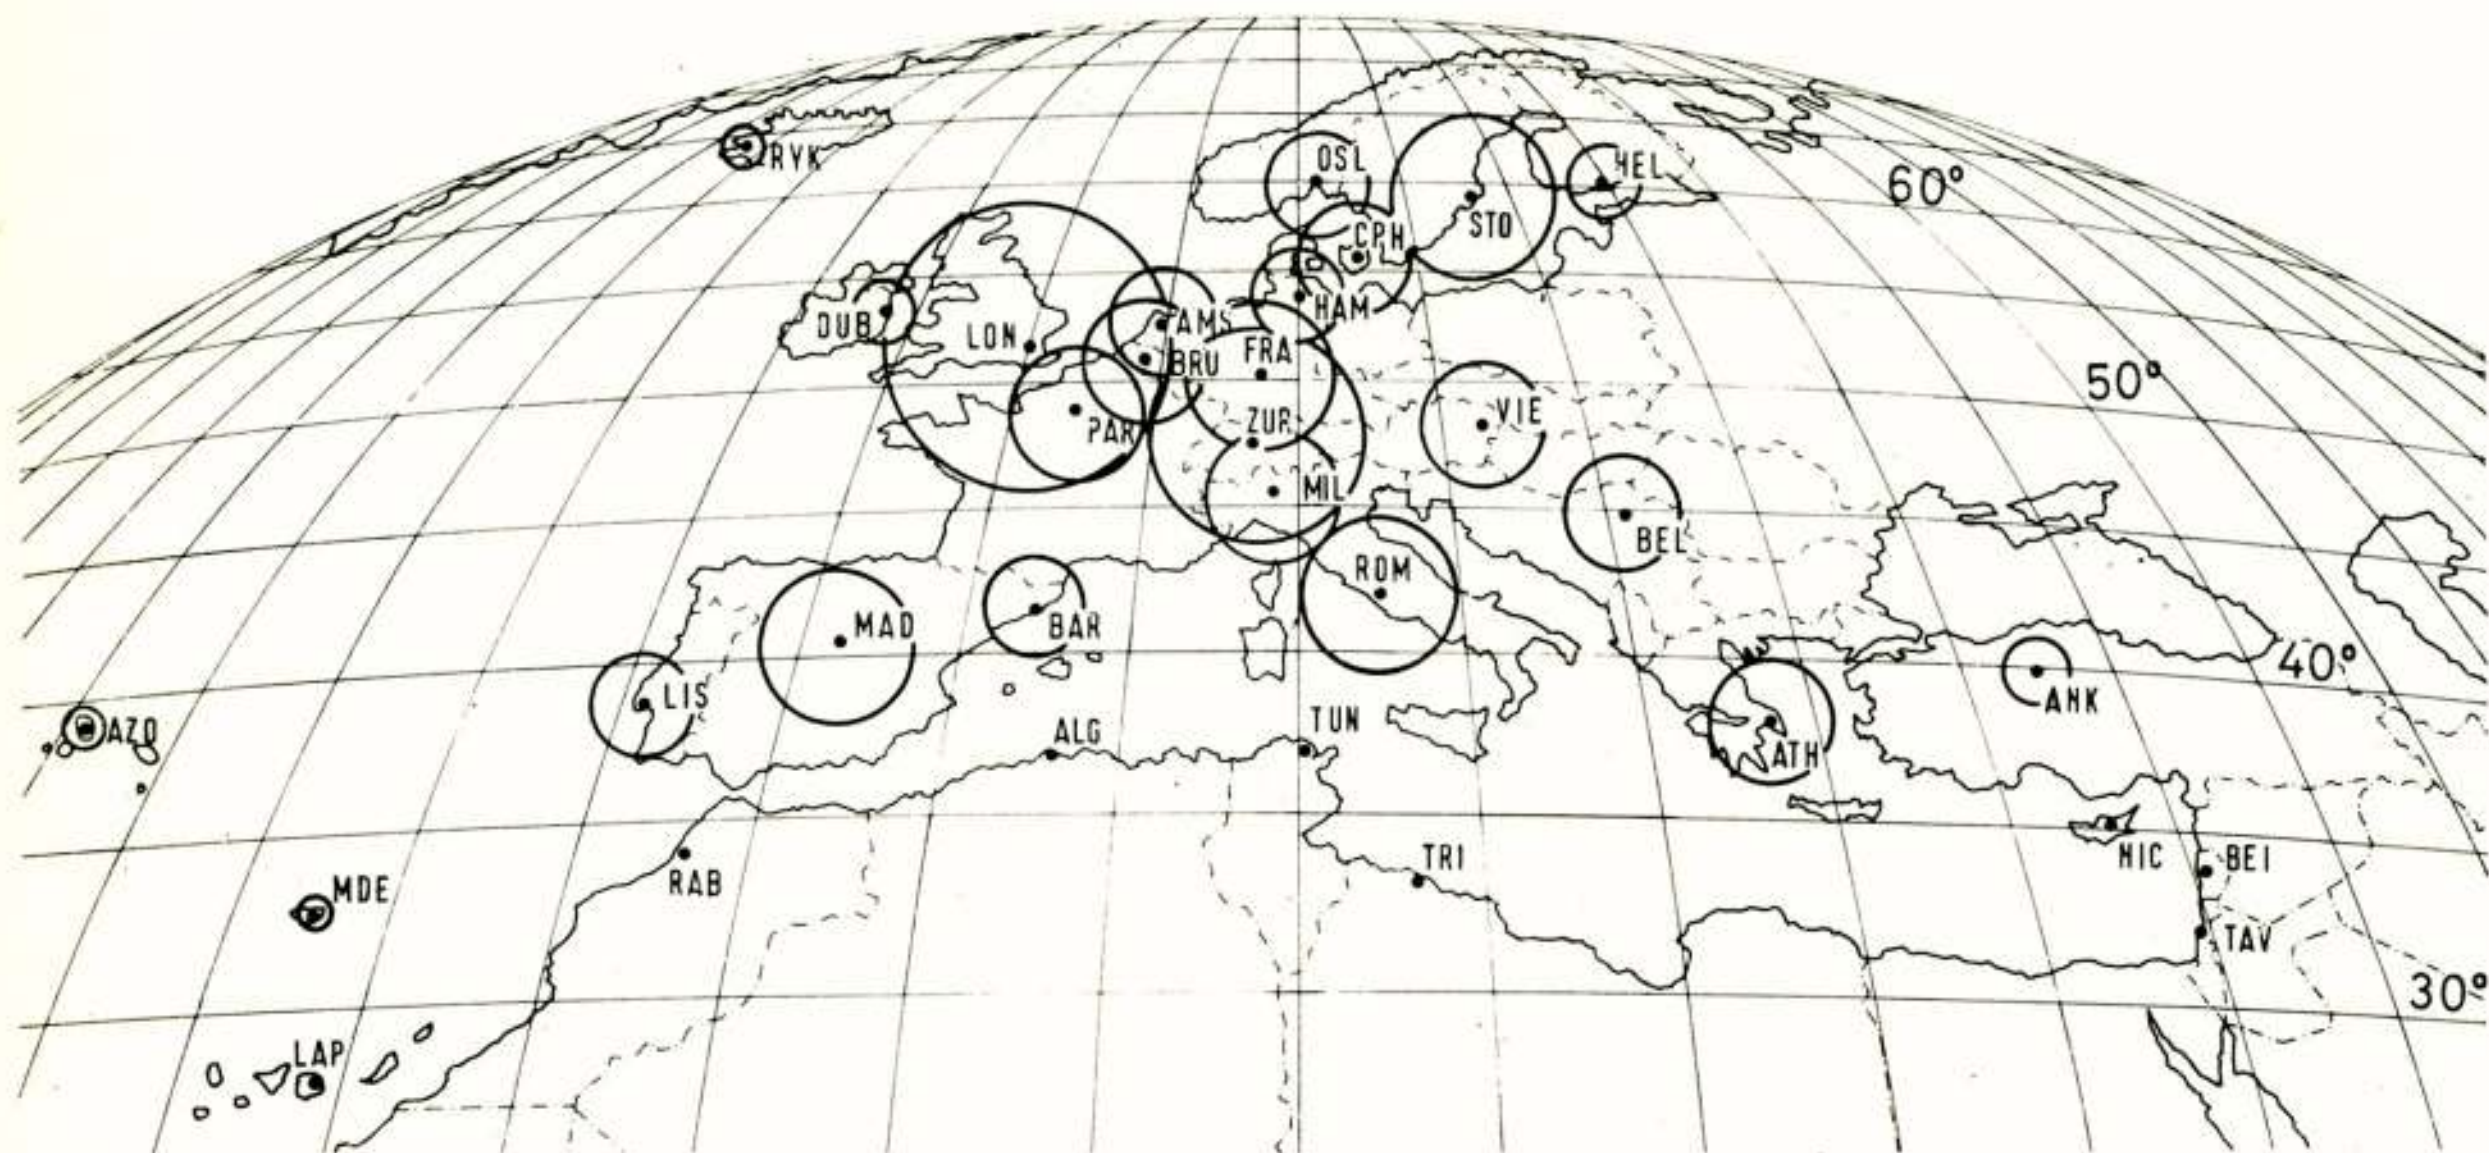 RYK
OSL
HEL
60°
STO
CPH
HAM
DUB
LON
AMS
BRU
FRA
50°
PAR
ZUR
VIE
MIL
BEL
ROM
MAD
BAR
40°
LIS
ANK
AZO
ALG
TUN
ATH
MDE
RAB
TRI
NIC
BEI
TAV
30°
LAP